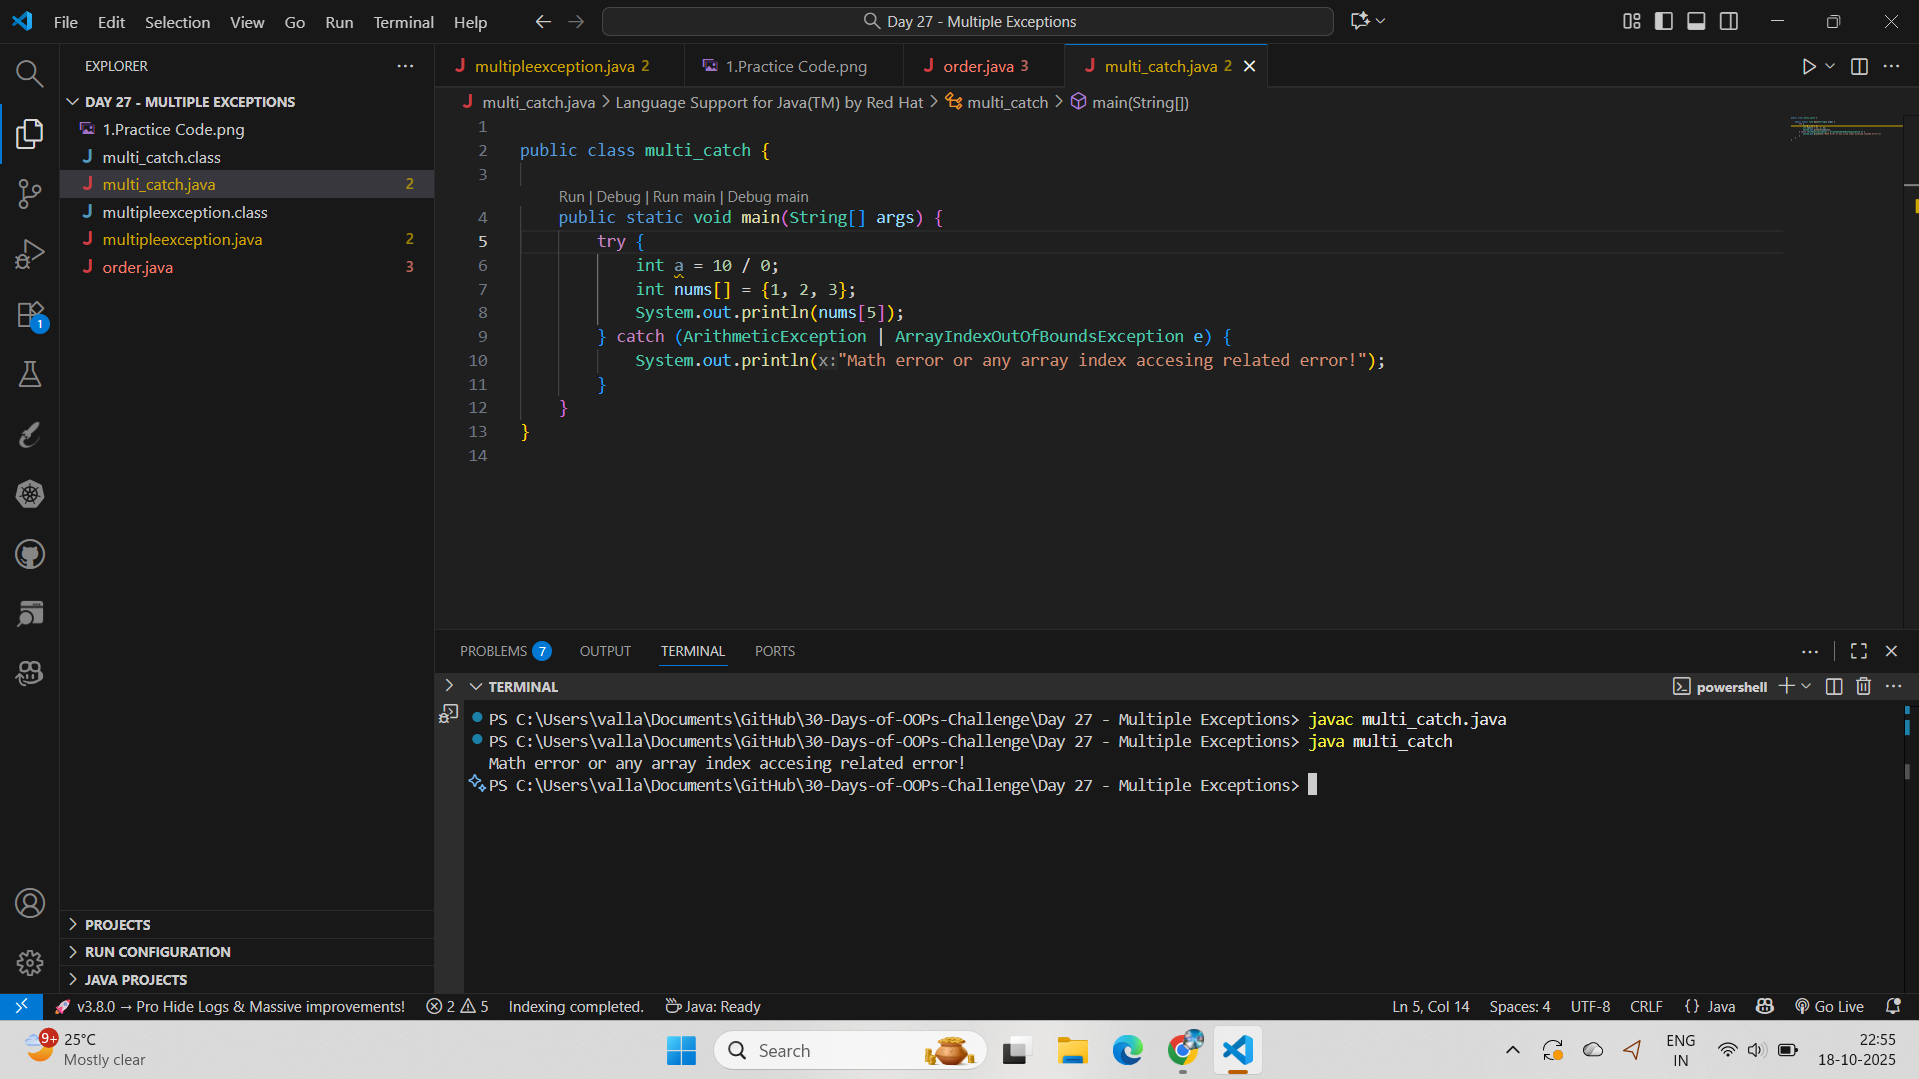 File Edit Selection View Go Run Terminal Help
Day 27 - Multiple Exceptions
EXPLORER
DAY 27 - MULTIPLE EXCEPTIONS
1.Practice Code.png
multi_catch.class
multi_catch.java 2
multipleexception.class
multipleexception.java 2
order.java 3
1
PROJECTS
RUN CONFIGURATION
JAVA PROJECTS
multipleexception.java 2
1.Practice Code.png
order.java 3
multi_catch.java 2
multi_catch.java > Language Support for Java(TM) by Red Hat > multi_catch > main(String[])
1
2 public class multi_catch {
3
Run | Debug | Run main | Debug main
4 public static void main(String[] args) {
5 try {
6 int a = 10 / 0;
7 int nums[] = {1, 2, 3};
8 System.out.println(nums[5]);
9 } catch (ArithmeticException | ArrayIndexOutOfBoundsException e) {
10 System.out.println(x:"Math error or any array index accesing related error!");
11 }
12 }
13 }
14
PROBLEMS 7 OUTPUT TERMINAL PORTS
TERMINAL
powershell
PS C:\Users\valla\Documents\GitHub\30-Days-of-OOPs-Challenge\Day 27 - Multiple Exceptions> javac multi_catch.java
PS C:\Users\valla\Documents\GitHub\30-Days-of-OOPs-Challenge\Day 27 - Multiple Exceptions> java multi_catch
Math error or any array index accesing related error!
PS C:\Users\valla\Documents\GitHub\30-Days-of-OOPs-Challenge\Day 27 - Multiple Exceptions>
v3.8.0 → Pro Hide Logs & Massive improvements! 2 5 Indexing completed. Java: Ready
Ln 5, Col 14 Spaces: 4 UTF-8 CRLF {} Java Go Live
9+
25°C
Mostly clear
Search
ENG
IN
22:55
18-10-2025